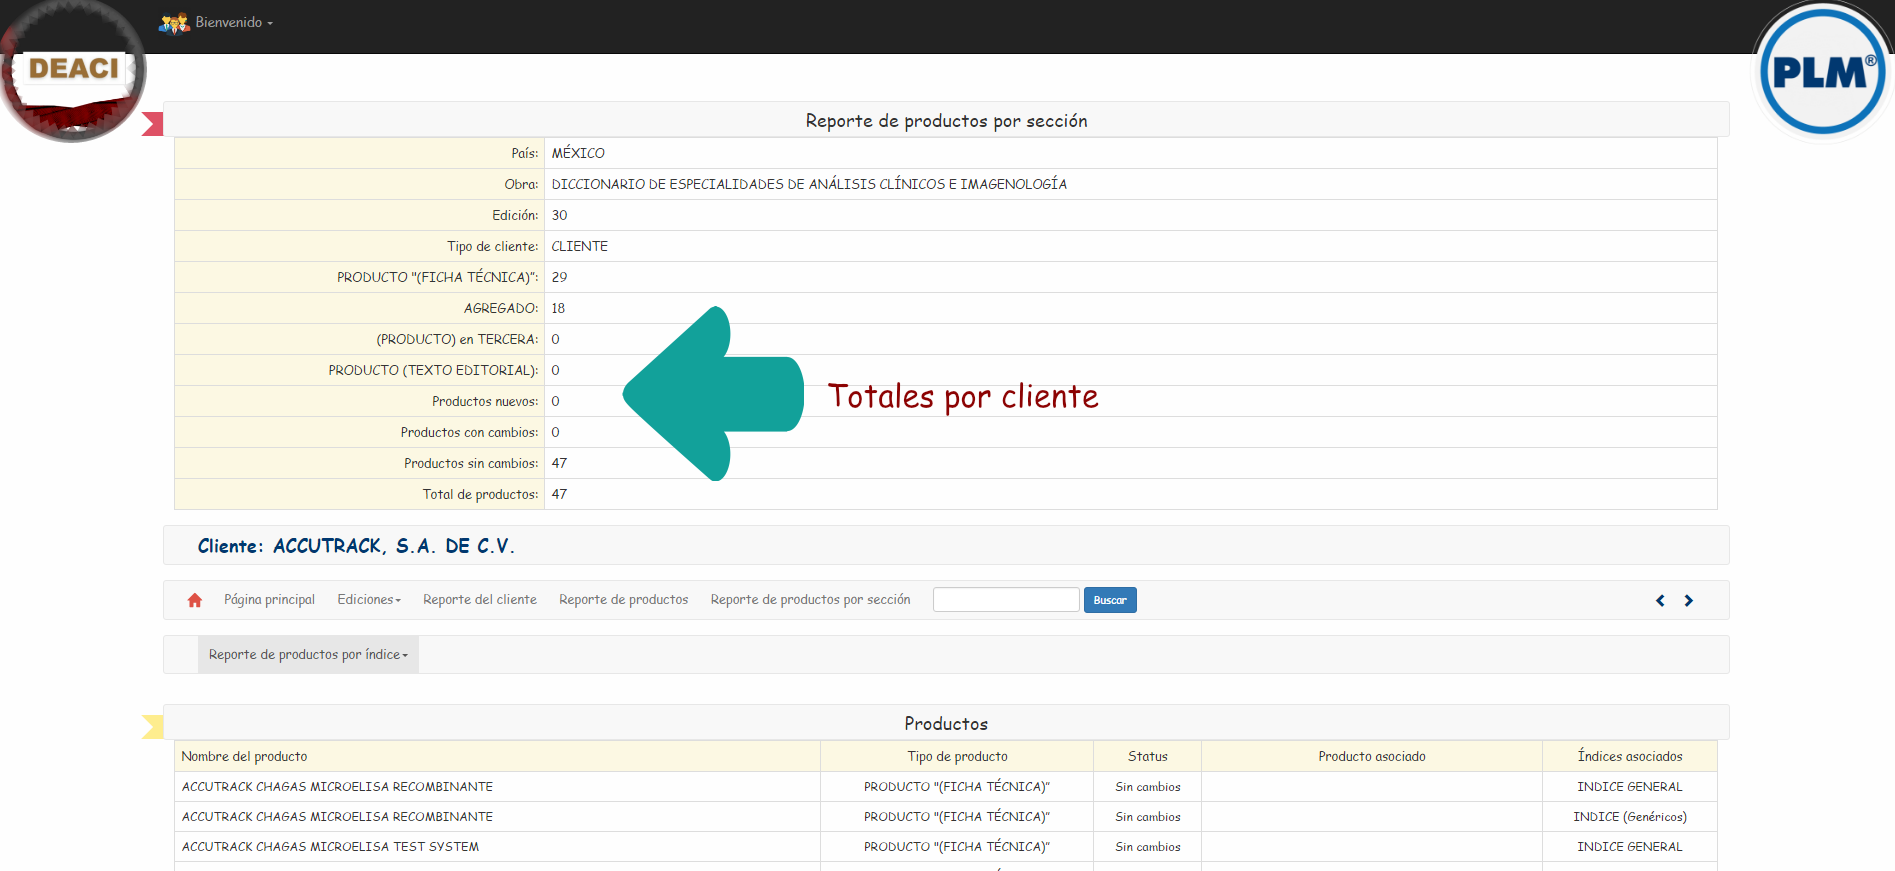 Bienvenido
DEACI
PLM®
Reporte de productos por sección
País: MÉXICO
Obra: DICCIONARIO DE ESPECIALIDADES DE ANÁLISIS CLÍNICOS E IMAGENOLOGÍA
Edición: 30
Tipo de cliente: CLIENTE
PRODUCTO "(FICHA TÉCNICA)": 29
AGREGADO: 18
(PRODUCTO) en TERCERA: 0
PRODUCTO (TEXTO EDITORIAL): 0
Productos nuevos: 0
Totales por cliente
Productos con cambios: 0
Productos sin cambios: 47
Total de productos: 47
Cliente: ACCUTRACK, S.A. DE C.V.
Página principal Ediciones Reporte del cliente Reporte de productos Reporte de productos por sección Buscar
Reporte de productos por índice
Productos
Nombre del producto Tipo de producto Status Producto asociado Índices asociados
ACCUTRACK CHAGAS MICROELISA RECOMBINANTE PRODUCTO "(FICHA TÉCNICA)" Sin cambios INDICE GENERAL
ACCUTRACK CHAGAS MICROELISA RECOMBINANTE PRODUCTO "(FICHA TÉCNICA)" Sin cambios INDICE (Genéricos)
ACCUTRACK CHAGAS MICROELISA TEST SYSTEM PRODUCTO "(FICHA TÉCNICA)" Sin cambios INDICE GENERAL